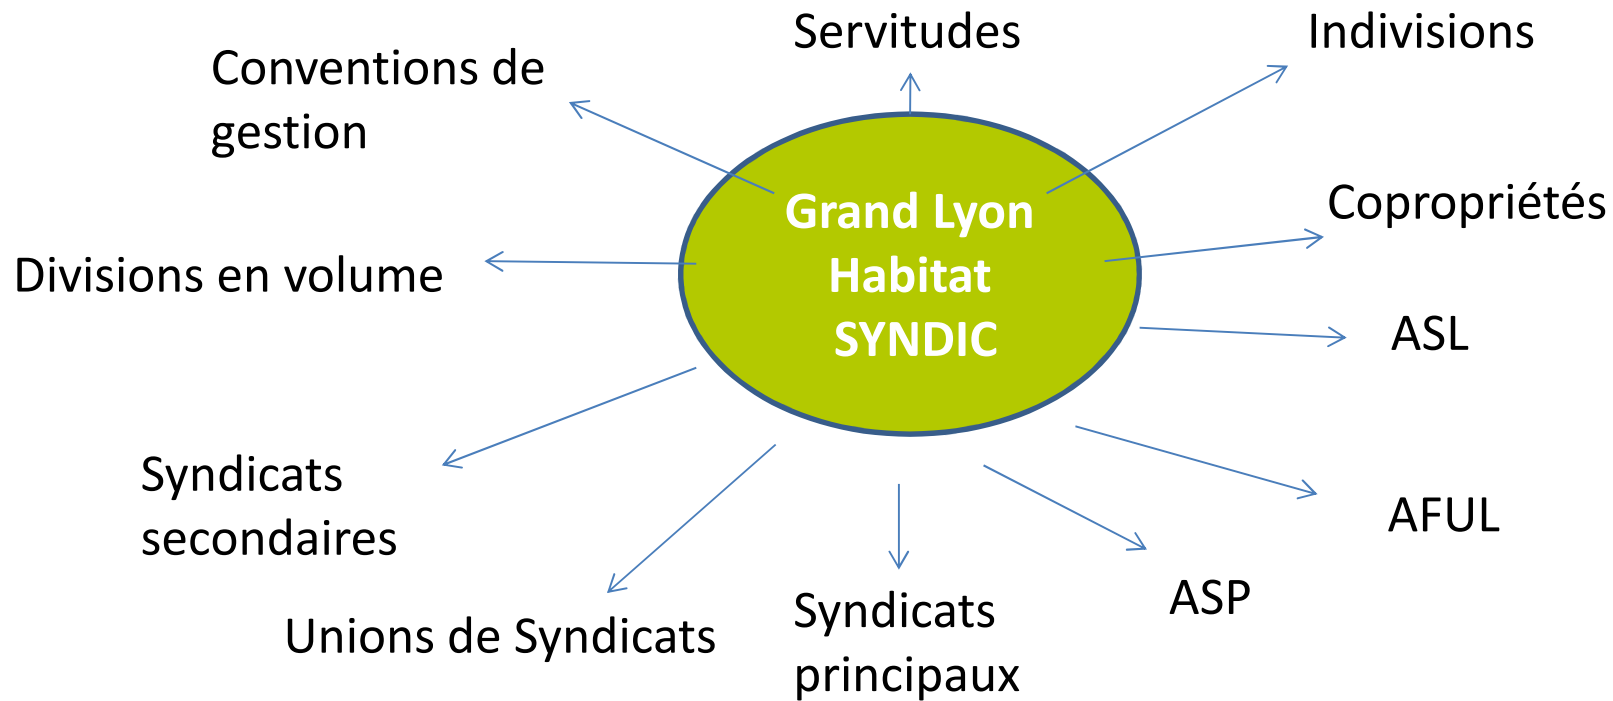 Servitudes
Indivisions
Conventions de
gestion
Grand Lyon
Habitat
SYNDIC
Copropriétés
Divisions en volume
ASL
Syndicats
secondaires
AFUL
ASP
Unions de Syndicats
Syndicats
principaux